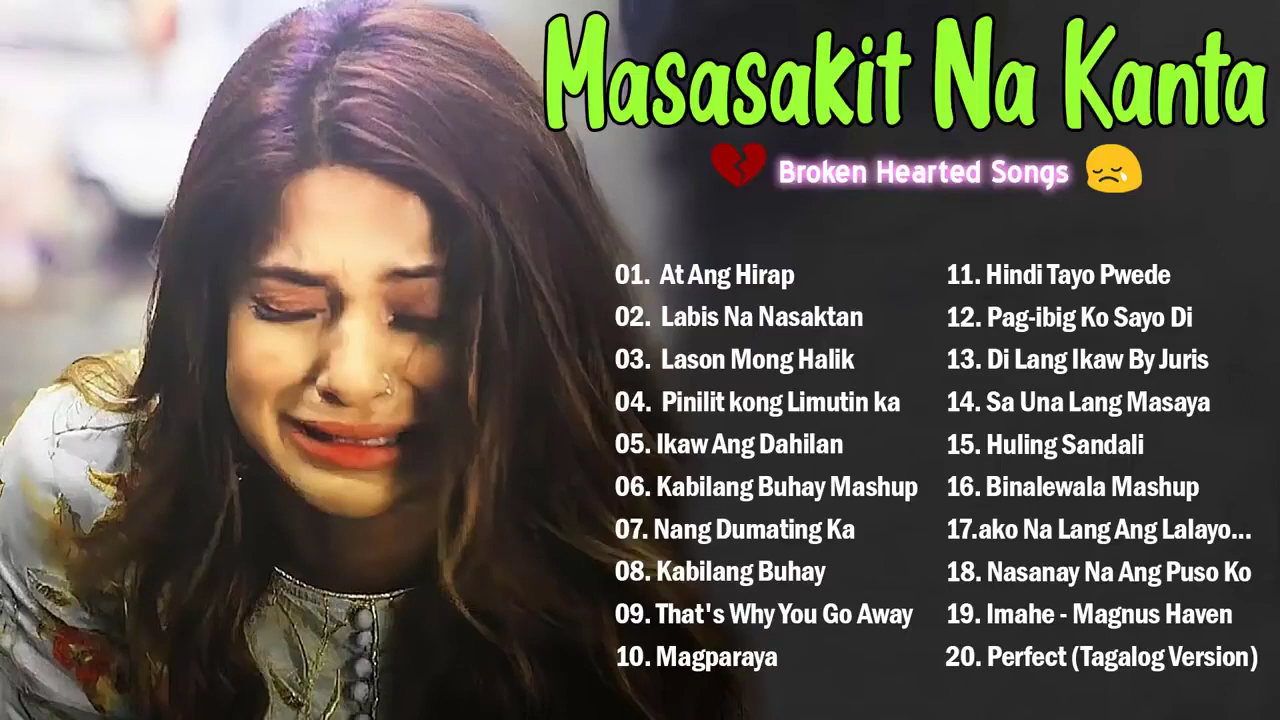 Masasakit Na Kanta
Broken Hearted Songs
01. At Ang Hirap
02. Labis Na Nasaktan
03. Lason Mong Halik
04. Pinilit kong Limutin ka
05. Ikaw Ang Dahilan
06. Kabilang Buhay Mashup
07. Nang Dumating Ka
08. Kabilang Buhay
09. That's Why You Go Away
10. Magparaya
11. Hindi Tayo Pwede
12. Pag-ibig Ko Sayo Di
13. Di Lang Ikaw By Juris
14. Sa Una Lang Masaya
15. Huling Sandali
16. Binalewala Mashup
17.ako Na Lang Ang Lalayo...
18. Nasanay Na Ang Puso Ko
19. Imahe - Magnus Haven
20. Perfect (Tagalog Version)